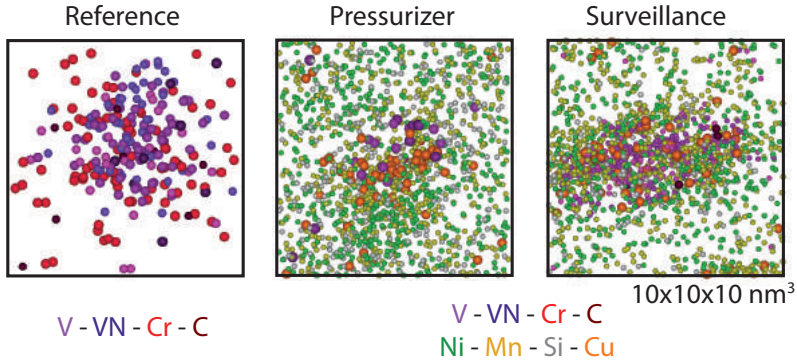 Reference
Pressurizer
Surveillance
10x10x10 nm³
V - VN - Cr - C
V - VN - Cr - C
Ni - Mn - Si - Cu